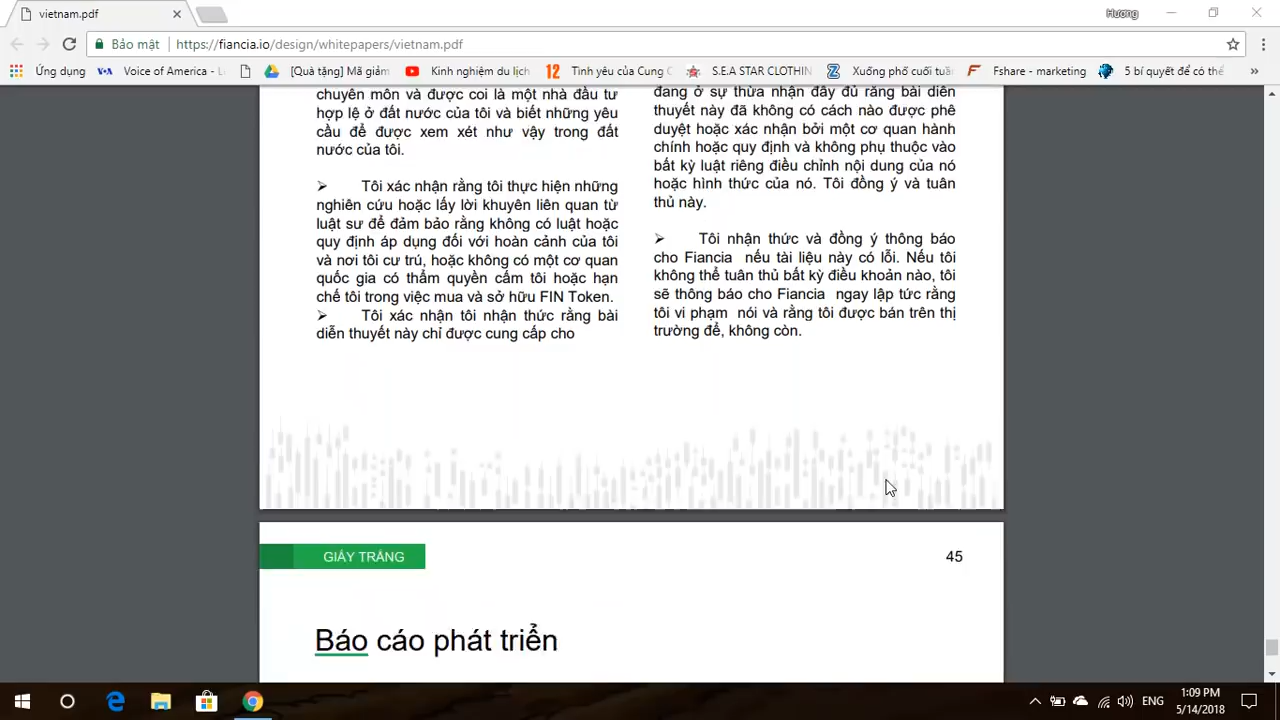 vietnam.pdf
Hương
Bảo mật
https://fiancia.io/design/whitepapers/vietnam.pdf
Ứng dụng
VOA
Voice of America - L
[Quà tặng] Mã giảm
Kinh nghiệm du lịch
12
Tình yêu của Cung C
S.E.A STAR CLOTHIN
Z
Xuống phố cuối tuần
F
Fshare - marketing
5 bí quyết để có thể
»
chuyên môn và được coi là một nhà đầu tư
hợp lệ ở đất nước của tôi và biết những yêu
cầu để được xem xét như vậy trong đất
nước của tôi.
➢ Tôi xác nhận rằng tôi thực hiện những
nghiên cứu hoặc lấy lời khuyên liên quan từ
luật sư để đảm bảo rằng không có luật hoặc
quy định áp dụng đối với hoàn cảnh của tôi
và nơi tôi cư trú, hoặc không có một cơ quan
quốc gia có thẩm quyền cấm tôi hoặc hạn
chế tôi trong việc mua và sở hữu FIN Token.
➢ Tôi xác nhận tôi nhận thức rằng bài
diễn thuyết này chỉ được cung cấp cho
đang ở sự thừa nhận đầy đủ rằng bài diễn
thuyết này đã không có cách nào được phê
duyệt hoặc xác nhận bởi một cơ quan hành
chính hoặc quy định và không phụ thuộc vào
bất kỳ luật riêng điều chỉnh nội dung của nó
hoặc hình thức của nó. Tôi đồng ý và tuân
thủ này.
➢ Tôi nhận thức và đồng ý thông báo
cho Fiancia nếu tài liệu này có lỗi. Nếu tôi
không thể tuân thủ bất kỳ điều khoản nào, tôi
sẽ thông báo cho Fiancia ngay lập tức rằng
tôi vi phạm nói và rằng tôi được bán trên thị
trường để, không còn.
GIẤY TRẮNG
45
Báo cáo phát triển
ENG
1:09 PM
5/14/2018